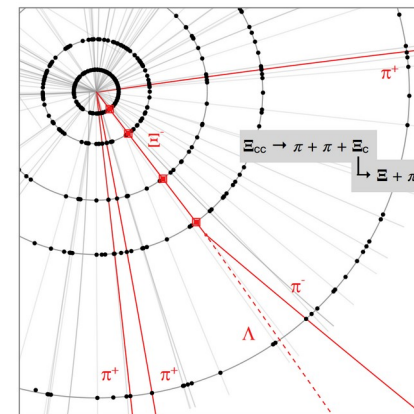 π⁺
Ξ⁻
Ξcc → π + π + Ξc
Ξ + π
π⁻
Λ
π⁺ π⁺